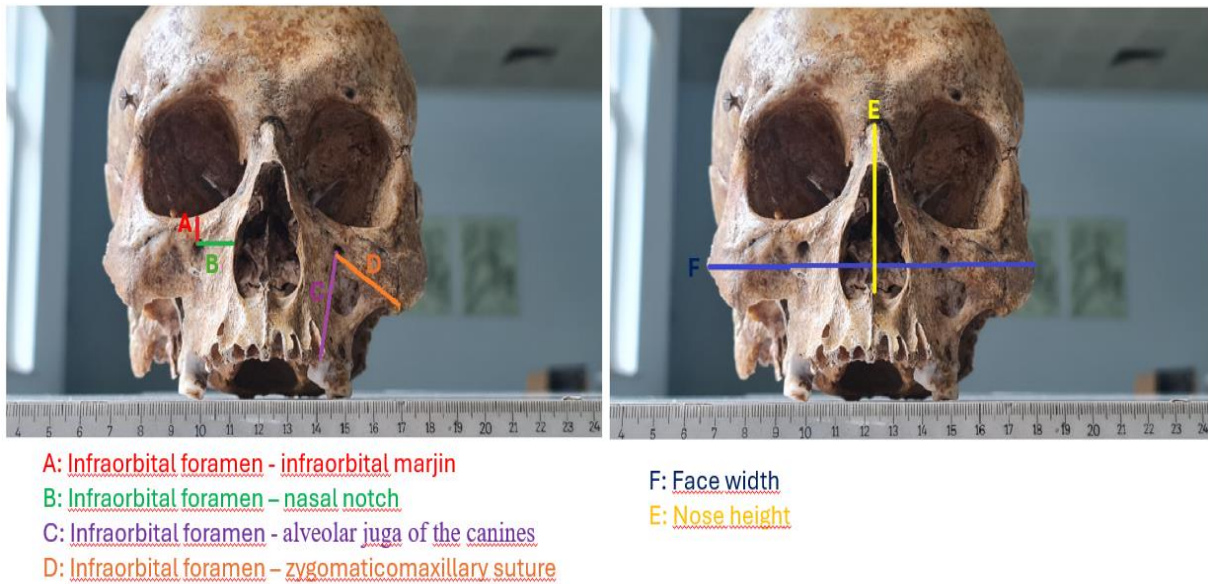 E
A
B
D
C
F
4 5 6 7 8 9 10 11 12 13 14 15 16 17 18 19 20 21 22 23 24
4 5 6 7 8 9 10 11 12 13 14 15 16 17 18 19 20 21 22 23 24
A: Infraorbital foramen - infraorbital marjin
B: Infraorbital foramen – nasal notch
C: Infraorbital foramen - alveolar juga of the canines
D: Infraorbital foramen – zygomaticomaxillary suture
F: Face width
E: Nose height